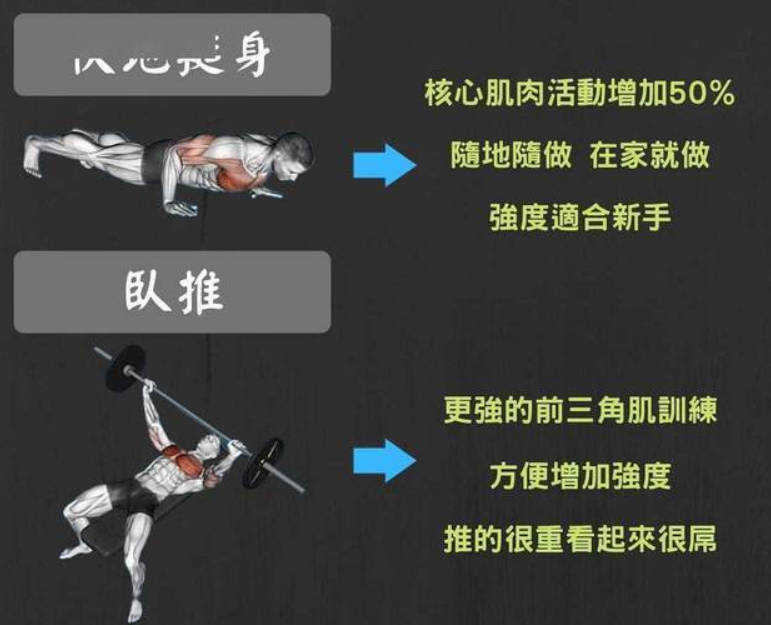 伏地挺身
核心肌肉活動增加50%
隨地隨做 在家就做
強度適合新手
臥推
更強的前三角肌訓練
方便增加強度
推的很重看起來很屌